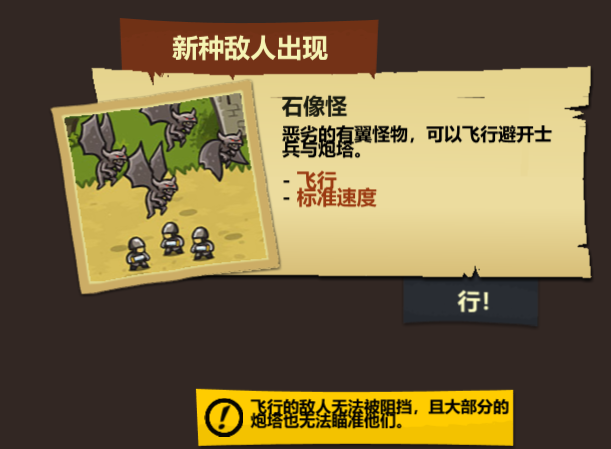 新种敌人出现
石像怪
恶劣的有翼怪物，可以飞行避开士
兵与炮塔。
- 飞行
- 标准速度
行!
飞行的敌人无法被阻挡，且大部分的
炮塔也无法瞄准他们。